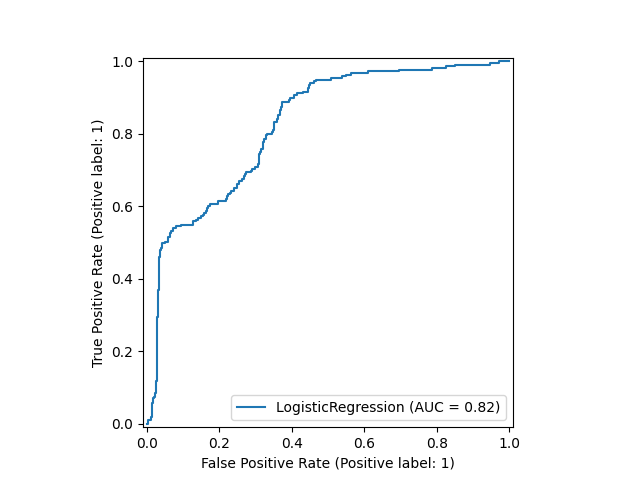 1.0
0.8
0.6
0.4
0.2
0.0
True Positive Rate (Positive label: 1)
LogisticRegression (AUC = 0.82)
0.0 0.2 0.4 0.6 0.8 1.0
False Positive Rate (Positive label: 1)